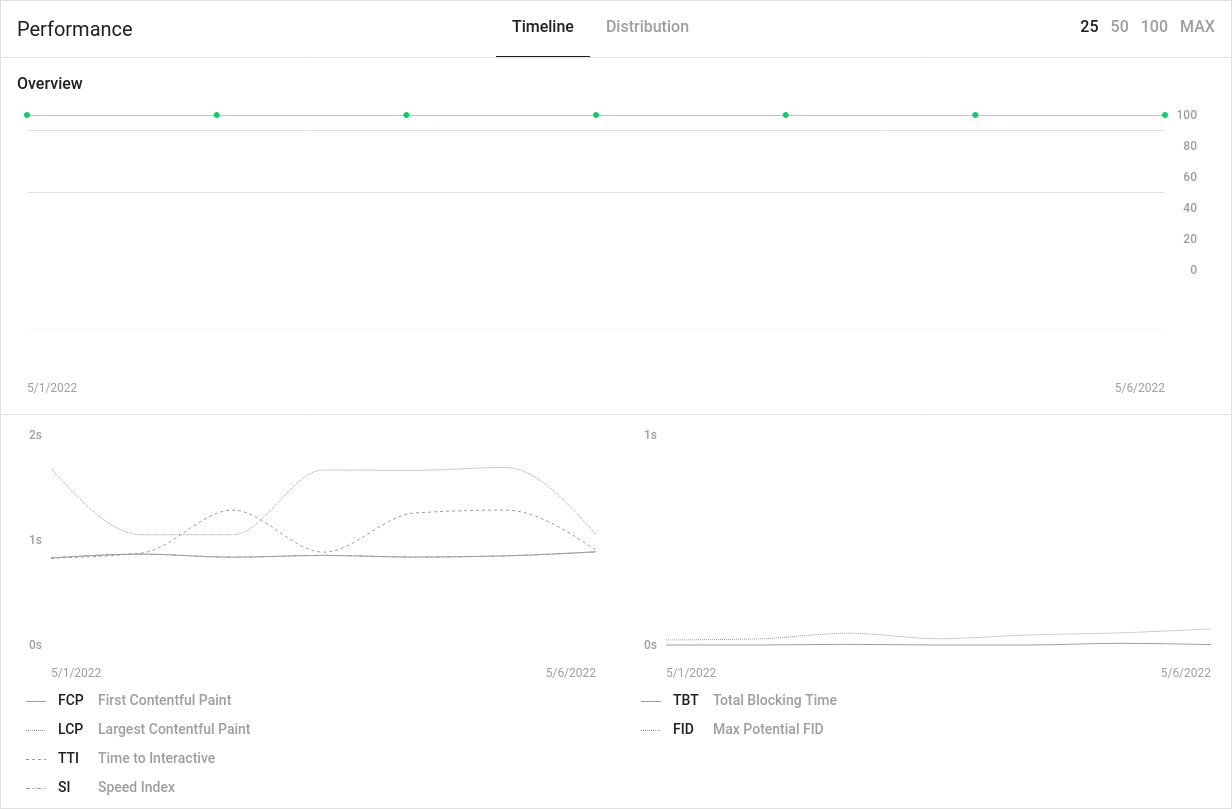 Performance
Timeline Distribution
25 50 100 MAX
Overview
100
80
60
40
20
0
5/1/2022 5/6/2022
2s
1s
0s
5/1/2022 5/6/2022
FCP First Contentful Paint
LCP Largest Contentful Paint
TTI Time to Interactive
SI Speed Index
1s
0s
5/1/2022 5/6/2022
TBT Total Blocking Time
FID Max Potential FID